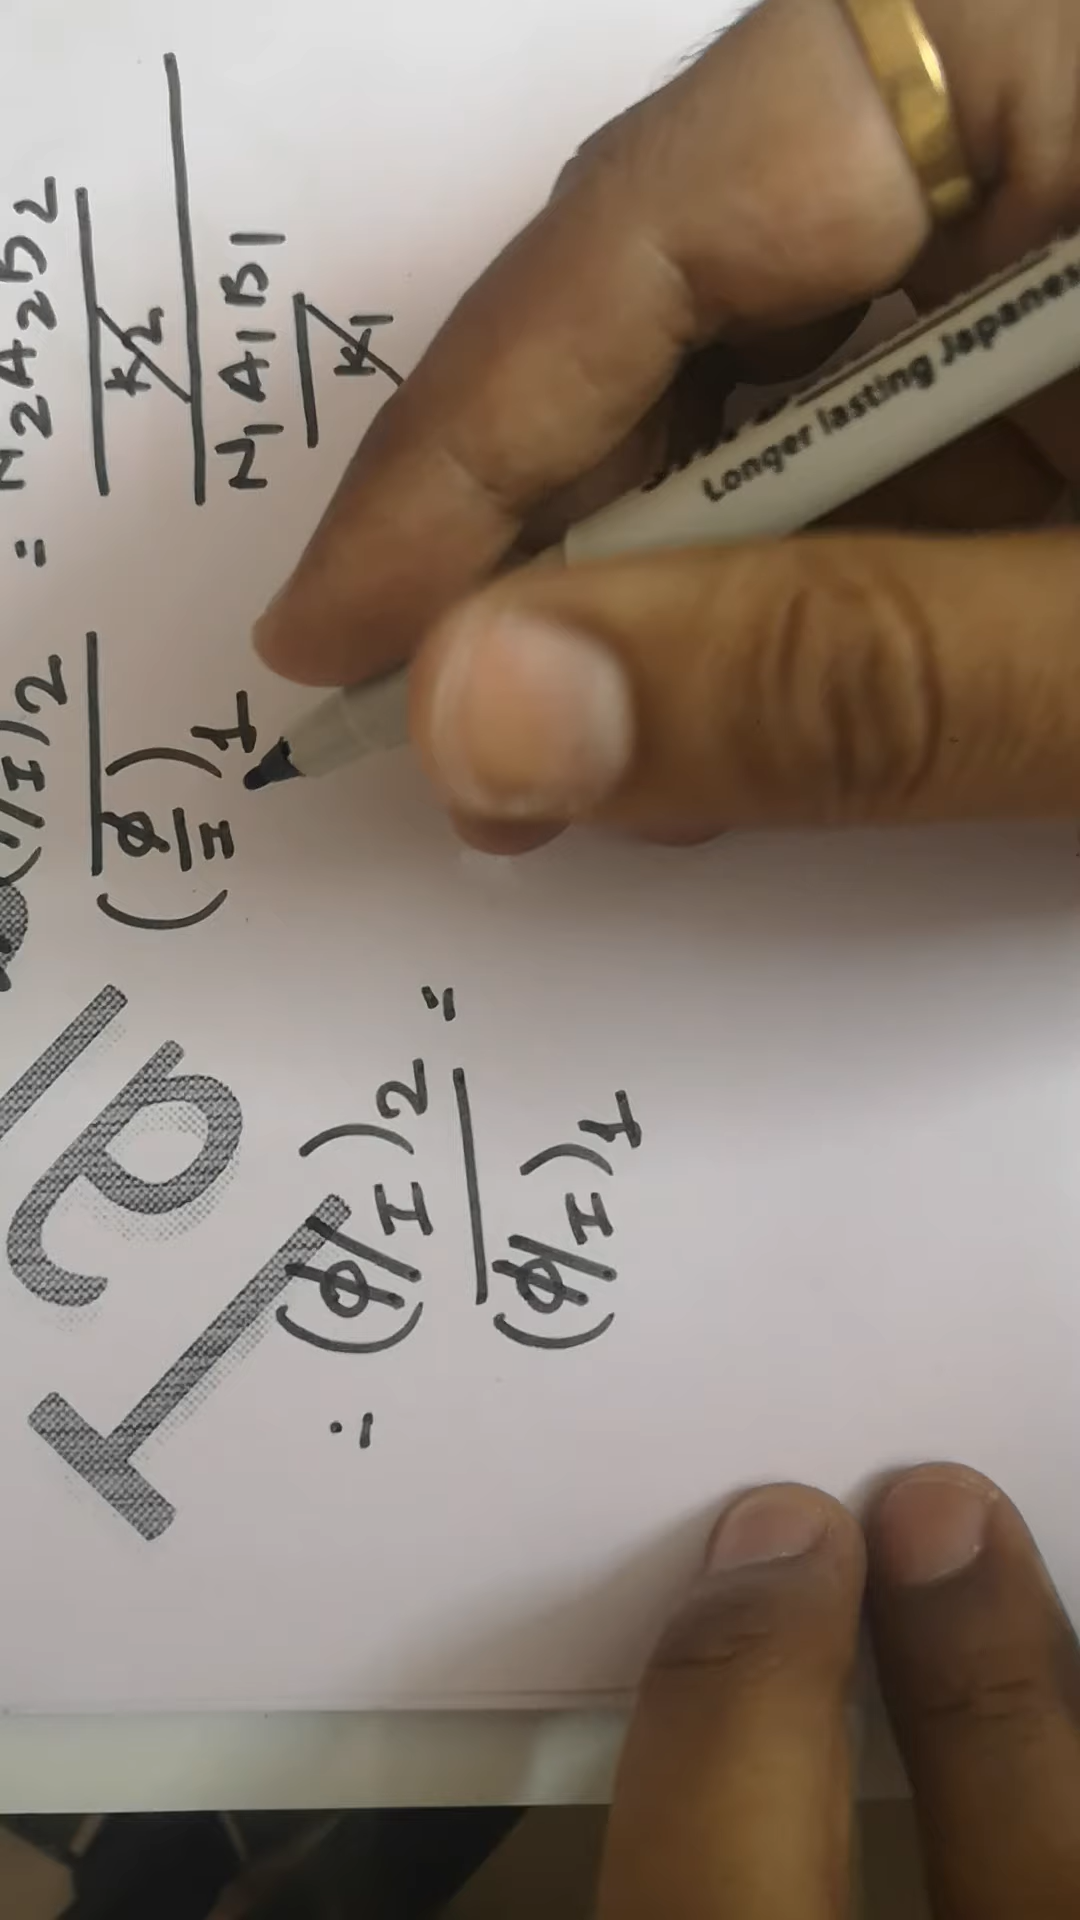 (φ/I)2 = N2A2B2
K2
(φ/I)1 N1A1B1
K1
∴ (φ/I)2 =
(φ/I)1
Longer lasting Japanese